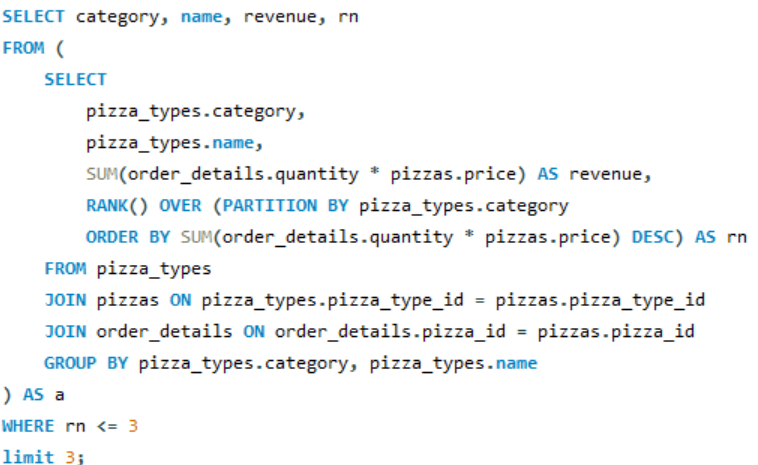 SELECT category, name, revenue, rn
FROM (
    SELECT
        pizza_types.category,
        pizza_types.name,
        SUM(order_details.quantity * pizzas.price) AS revenue,
        RANK() OVER (PARTITION BY pizza_types.category
        ORDER BY SUM(order_details.quantity * pizzas.price) DESC) AS rn
    FROM pizza_types
    JOIN pizzas ON pizza_types.pizza_type_id = pizzas.pizza_type_id
    JOIN order_details ON order_details.pizza_id = pizzas.pizza_id
    GROUP BY pizza_types.category, pizza_types.name
) AS a
WHERE rn <= 3
limit 3;